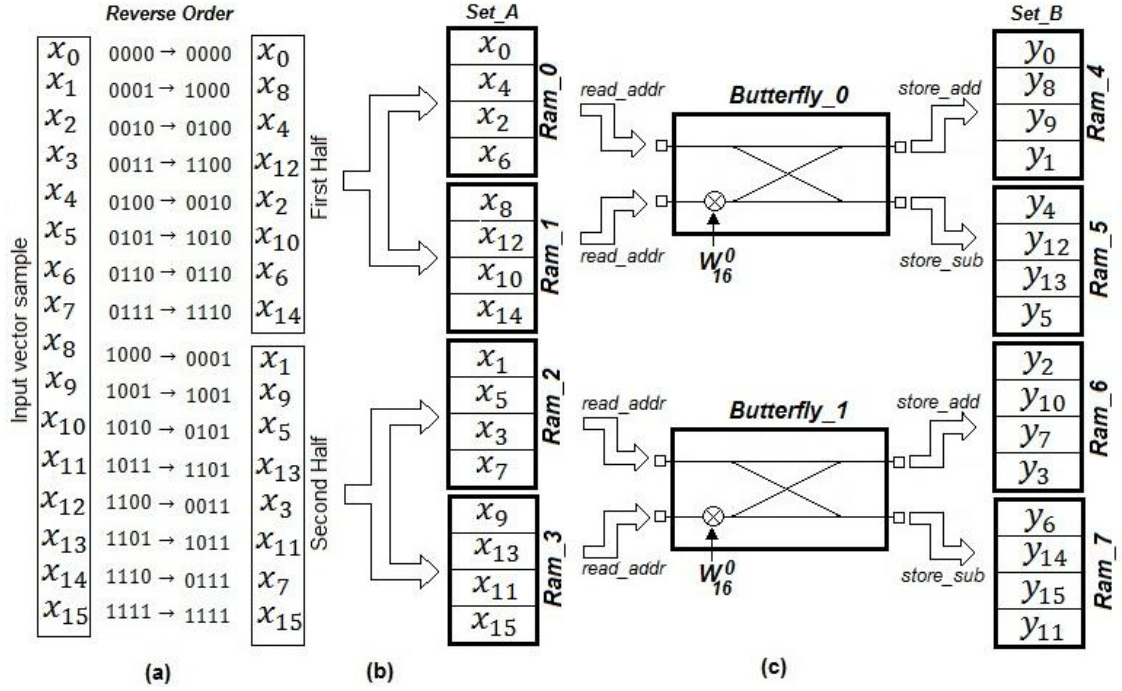 Reverse Order
Set_A
Set_B
Input vector sample
x0 0000 → 0000 x0
x1 0001 → 1000 x8
x2 0010 → 0100 x4
x3 0011 → 1100 x12
x4 0100 → 0010 x2
x5 0101 → 1010 x10
x6 0110 → 0110 x6
x7 0111 → 1110 x14
x8 1000 → 0001 x1
x9 1001 → 1001 x9
x10 1010 → 0101 x5
x11 1011 → 1101 x13
x12 1100 → 0011 x3
x13 1101 → 1011 x11
x14 1110 → 0111 x7
x15 1111 → 1111 x15
First Half
Second Half
x0
x4
x2
x6
Ram_0
x8
x12
x10
x14
Ram_1
x1
x5
x3
x7
Ram_2
x9
x13
x11
x15
Ram_3
read_addr
Butterfly_0
store_add
read_addr
W16^0
store_sub
read_addr
Butterfly_1
store_add
read_addr
W16^0
store_sub
y0
y8
y9
y1
Ram_4
y4
y12
y13
y5
Ram_5
y2
y10
y7
y3
Ram_6
y6
y14
y15
y11
Ram_7
(a)
(b)
(c)